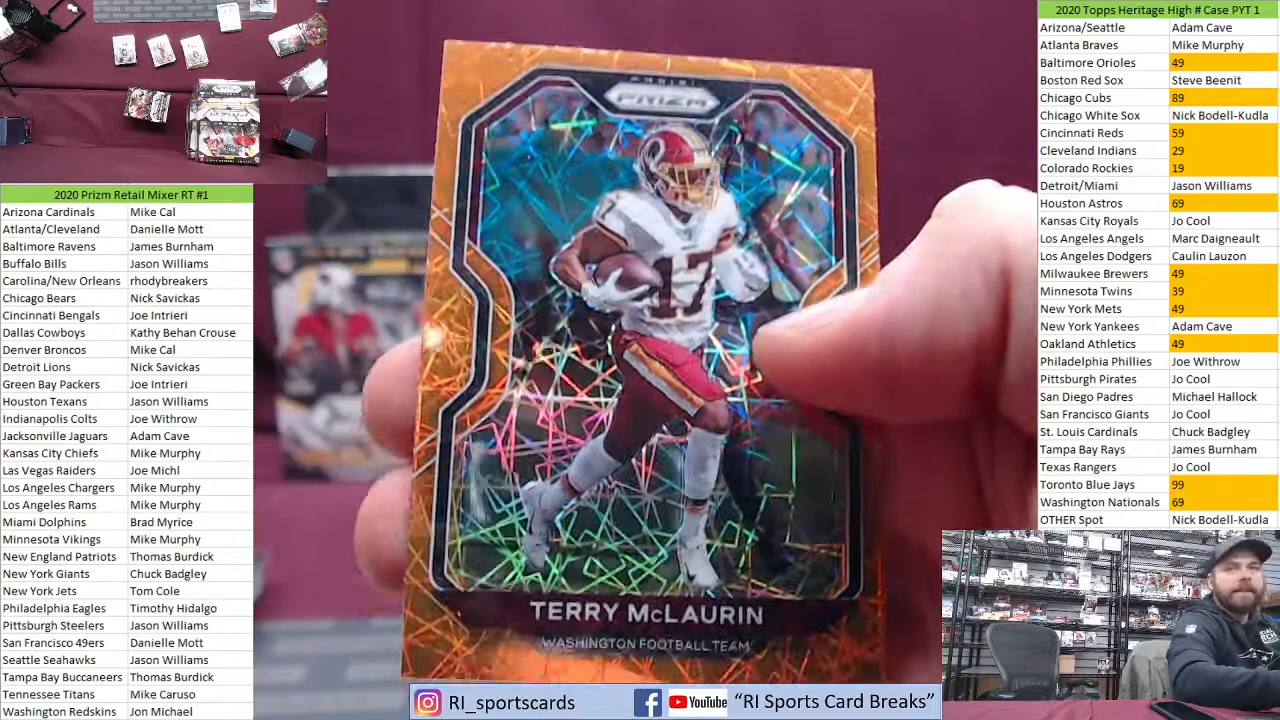 2020 Prizm Retail Mixer RT #1
Arizona Cardinals Mike Cal
Atlanta/Cleveland Danielle Mott
Baltimore Ravens James Burnham
Buffalo Bills Jason Williams
Carolina/New Orleans rhodybreakers
Chicago Bears Nick Savickas
Cincinnati Bengals Joe Intrieri
Dallas Cowboys Kathy Behan Crouse
Denver Broncos Mike Cal
Detroit Lions Nick Savickas
Green Bay Packers Joe Intrieri
Houston Texans Jason Williams
Indianapolis Colts Joe Withrow
Jacksonville Jaguars Adam Cave
Kansas City Chiefs Mike Murphy
Las Vegas Raiders Joe Michl
Los Angeles Chargers Mike Murphy
Los Angeles Rams Mike Murphy
Miami Dolphins Brad Myrice
Minnesota Vikings Mike Murphy
New England Patriots Thomas Burdick
New York Giants Chuck Badgley
New York Jets Tom Cole
Philadelphia Eagles Timothy Hidalgo
Pittsburgh Steelers Jason Williams
San Francisco 49ers Danielle Mott
Seattle Seahawks Jason Williams
Tampa Bay Buccaneers Thomas Burdick
Tennessee Titans Mike Caruso
Washington Redskins Jon Michael
PANINI
PRIZM
17
TERRY McLAURIN
WASHINGTON FOOTBALL TEAM
RI_sportscards YouTube "RI Sports Card Breaks"
2020 Topps Heritage High # Case PYT 1
Arizona/Seattle Adam Cave
Atlanta Braves Mike Murphy
Baltimore Orioles 49
Boston Red Sox Steve Beenit
Chicago Cubs 89
Chicago White Sox Nick Bodell-Kudla
Cincinnati Reds 59
Cleveland Indians 29
Colorado Rockies 19
Detroit/Miami Jason Williams
Houston Astros 69
Kansas City Royals Jo Cool
Los Angeles Angels Marc Daigneault
Los Angeles Dodgers Caulin Lauzon
Milwaukee Brewers 49
Minnesota Twins 39
New York Mets 49
New York Yankees Adam Cave
Oakland Athletics 49
Philadelphia Phillies Joe Withrow
Pittsburgh Pirates Jo Cool
San Diego Padres Michael Hallock
San Francisco Giants Jo Cool
St. Louis Cardinals Chuck Badgley
Tampa Bay Rays James Burnham
Texas Rangers Jo Cool
Toronto Blue Jays 99
Washington Nationals 69
OTHER Spot Nick Bodell-Kudla